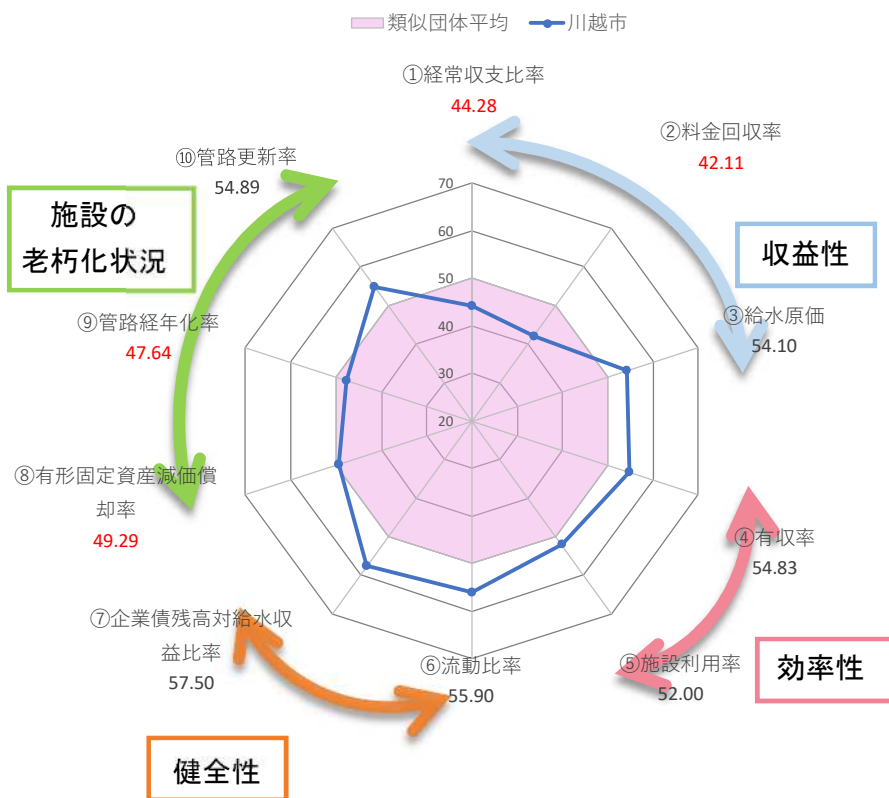 類似団体平均 川越市
①経常収支比率
44.28
②料金回収率
42.11
収益性
③給水原価
54.10
④有収率
54.83
効率性
⑤施設利用率
52.00
⑥流動比率
55.90
健全性
⑦企業債残高対給水収
益比率
57.50
⑧有形固定資産減価償
却率
49.29
⑨管路経年化率
47.64
施設の
老朽化状況
⑩管路更新率
54.89
70
60
50
40
30
20